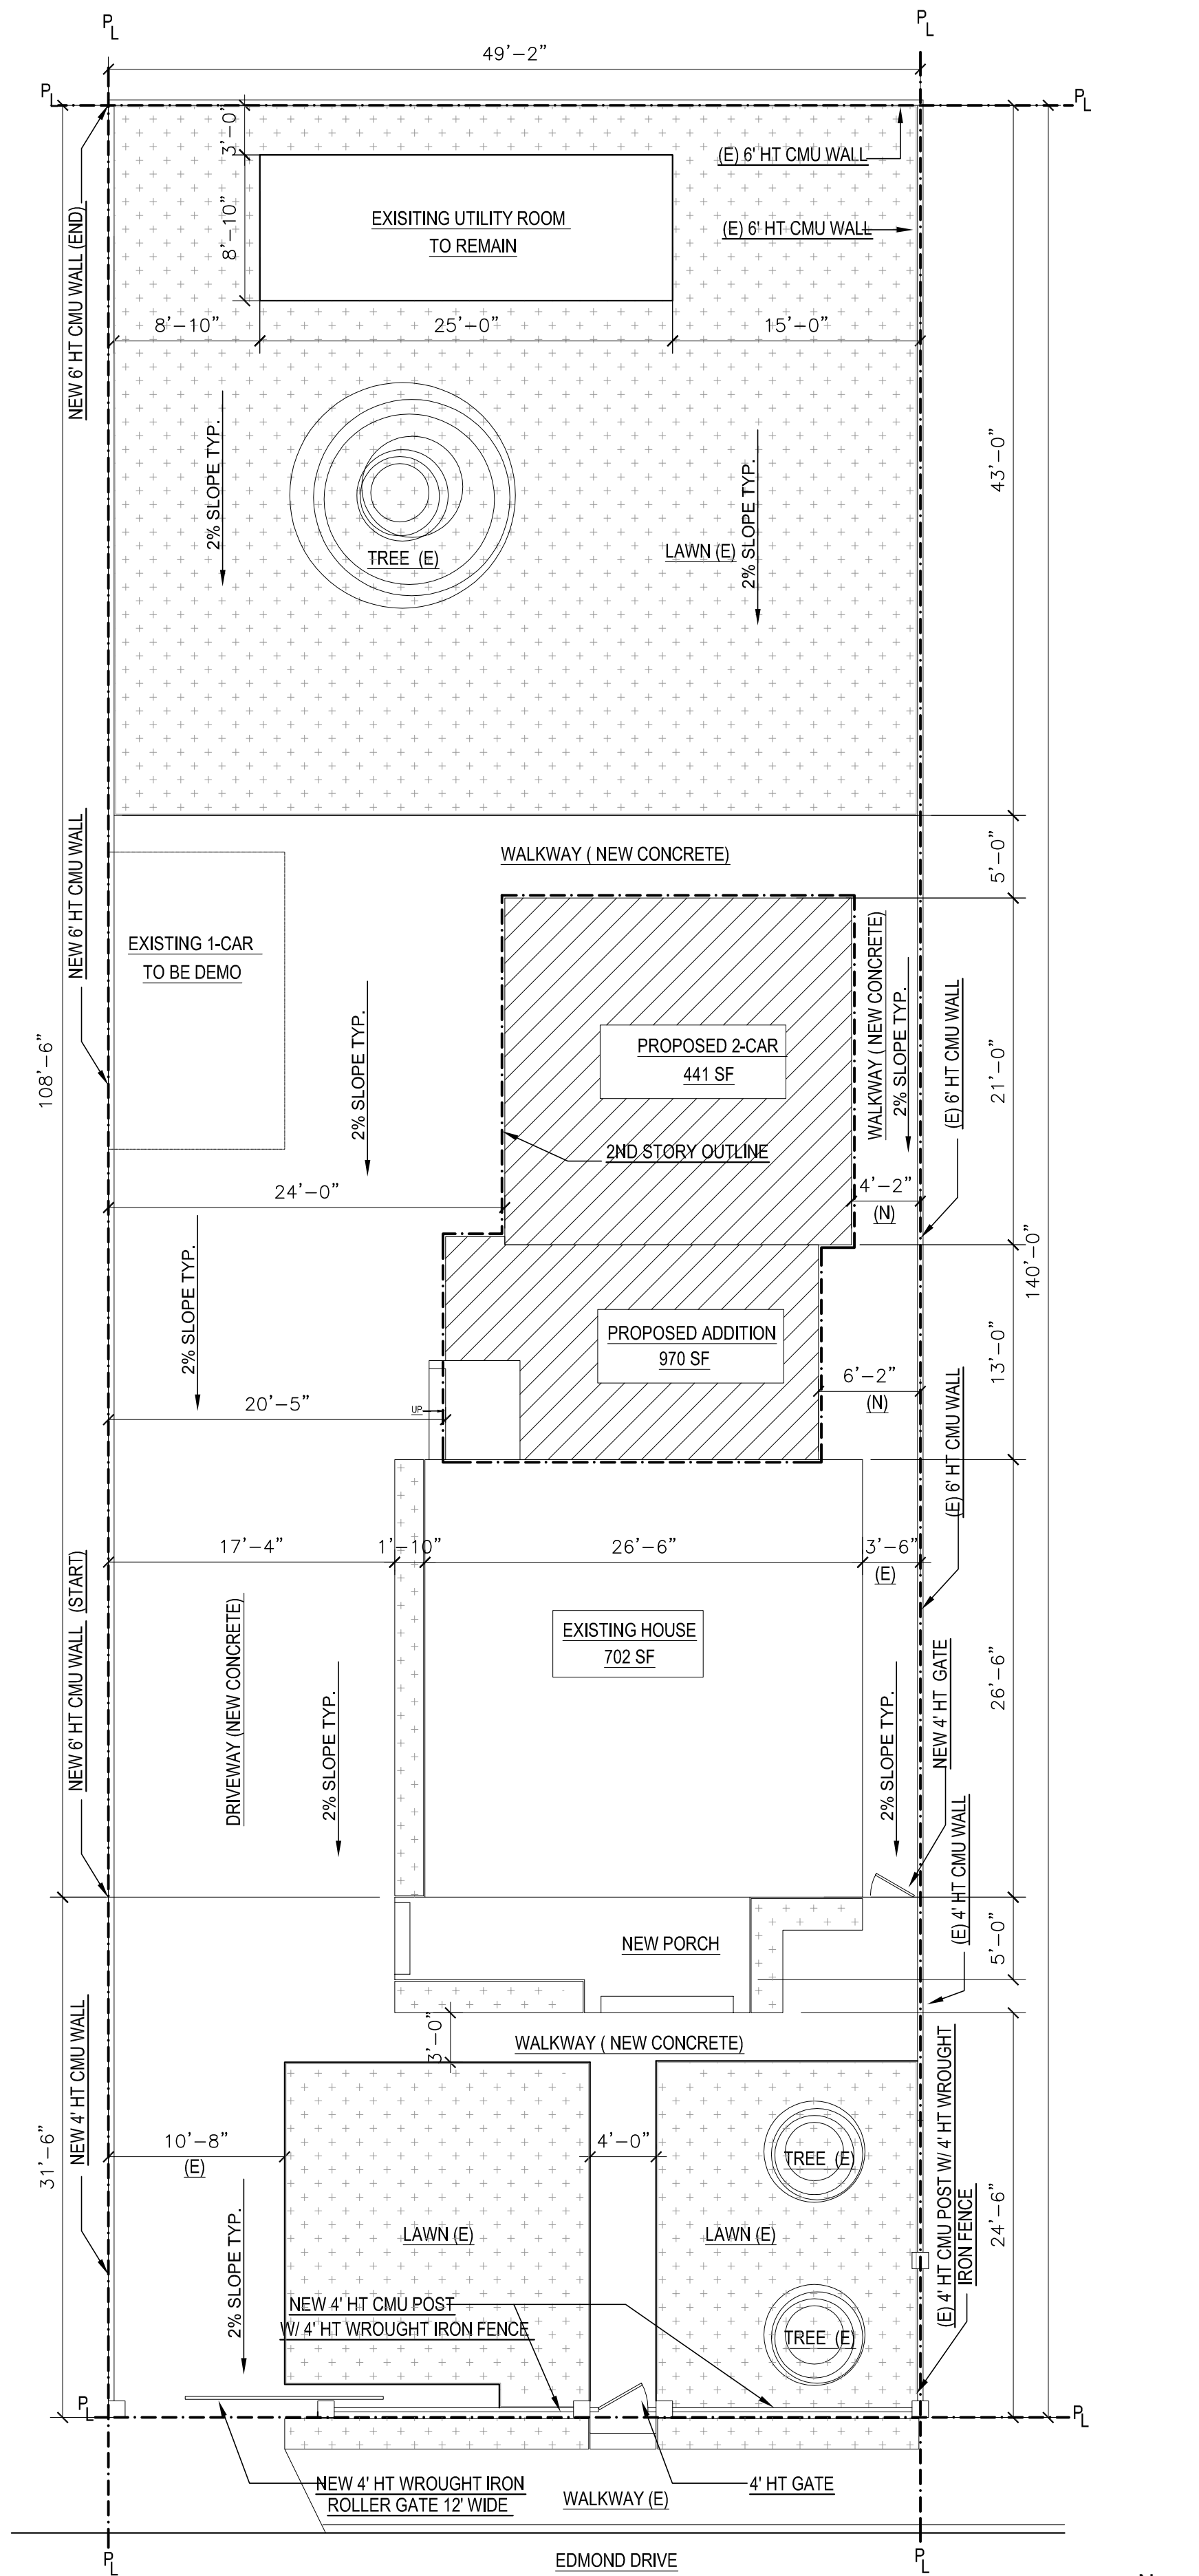 PL
PL
49'-2"
PL
PL
3'-0"
(E) 6' HT CMU WALL
EXISITING UTILITY ROOM
TO REMAIN
(E) 6' HT CMU WALL
8'-10"
NEW 6' HT CMU WALL (END)
8'-10"
25'-0"
15'-0"
2% SLOPE TYP.
2% SLOPE TYP.
43'-0"
TREE (E)
LAWN (E)
WALKWAY ( NEW CONCRETE)
5'-0"
NEW 6' HT CMU WALL
EXISTING 1-CAR
TO BE DEMO
WALKWAY ( NEW CONCRETE)
2% SLOPE TYP.
108'-6"
2% SLOPE TYP.
PROPOSED 2-CAR
441 SF
(E) 6' HT CMU WALL
21'-0"
2ND STORY OUTLINE
24'-0"
4'-2"
(N)
140'-0"
2% SLOPE TYP.
PROPOSED ADDITION
970 SF
13'-0"
6'-2"
(N)
20'-5"
UP
(E) 6' HT CMU WALL
17'-4"
1'-10"
26'-6"
3'-6"
(E)
NEW 6' HT CMU WALL (START)
DRIVEWAY (NEW CONCRETE)
EXISTING HOUSE
702 SF
26'-6"
2% SLOPE TYP.
2% SLOPE TYP.
NEW 4' HT GATE
(E) 4' HT CMU WALL
NEW PORCH
5'-0"
3'-0"
WALKWAY ( NEW CONCRETE)
NEW 4' HT CMU WALL
31'-6"
10'-8"
(E)
4'-0"
TREE (E)
(E) 4' HT CMU POST W/ 4' HT WROUGHT
IRON FENCE
24'-6"
2% SLOPE TYP.
LAWN (E)
LAWN (E)
NEW 4' HT CMU POST
W/ 4' HT WROUGHT IRON FENCE
TREE (E)
PL
PL
NEW 4' HT WROUGHT IRON
ROLLER GATE 12' WIDE
4' HT GATE
WALKWAY (E)
PL
EDMOND DRIVE
PL